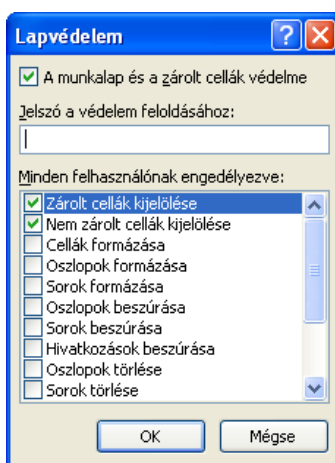 Lapvédelem
A munkalap és a zárolt cellák védelme
Jelszó a védelem feloldásához:
Minden felhasználónak engedélyezve:
Zárolt cellák kijelölése
Nem zárolt cellák kijelölése
Cellák formázása
Oszlopok formázása
Sorok formázása
Oszlopok beszúrása
Sorok beszúrása
Hivatkozások beszúrása
Oszlopok törlése
Sorok törlése
OK Mégse